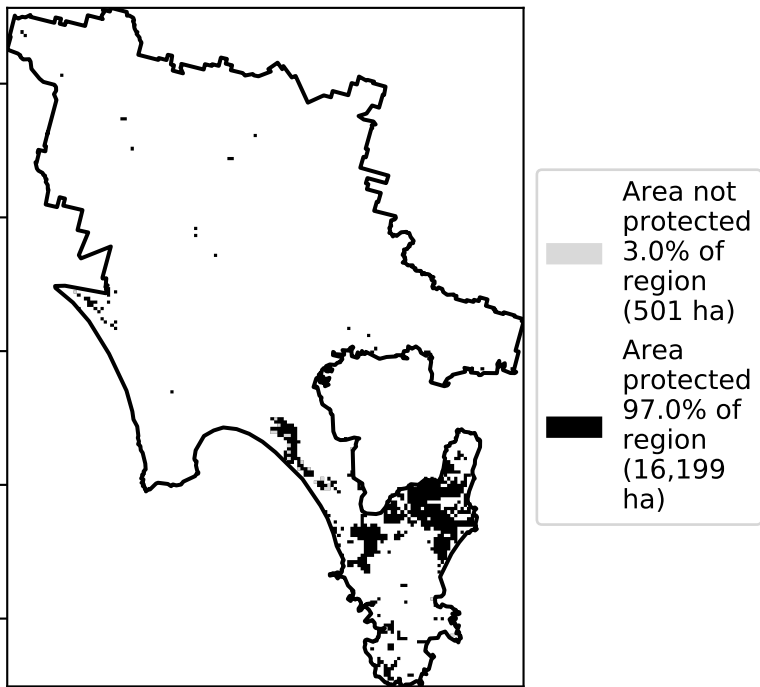 Area not
protected
3.0% of
region
(501 ha)
Area
protected
97.0% of
region
(16,199
ha)